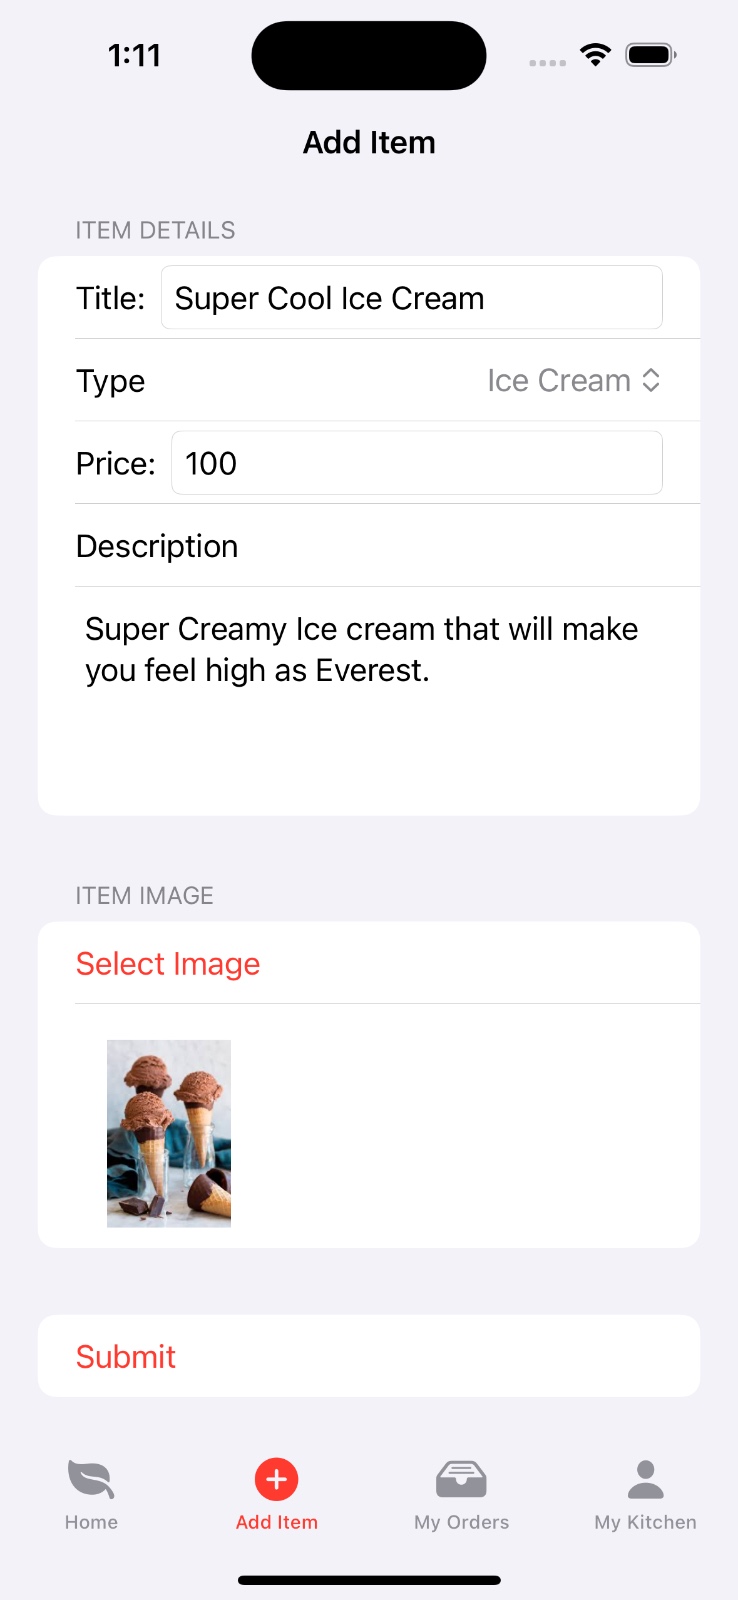 1:11
Add Item
ITEM DETAILS
Title: Super Cool Ice Cream
Type Ice Cream
Price: 100
Description
Super Creamy Ice cream that will make
you feel high as Everest.
ITEM IMAGE
Select Image
Submit
Home Add Item My Orders My Kitchen